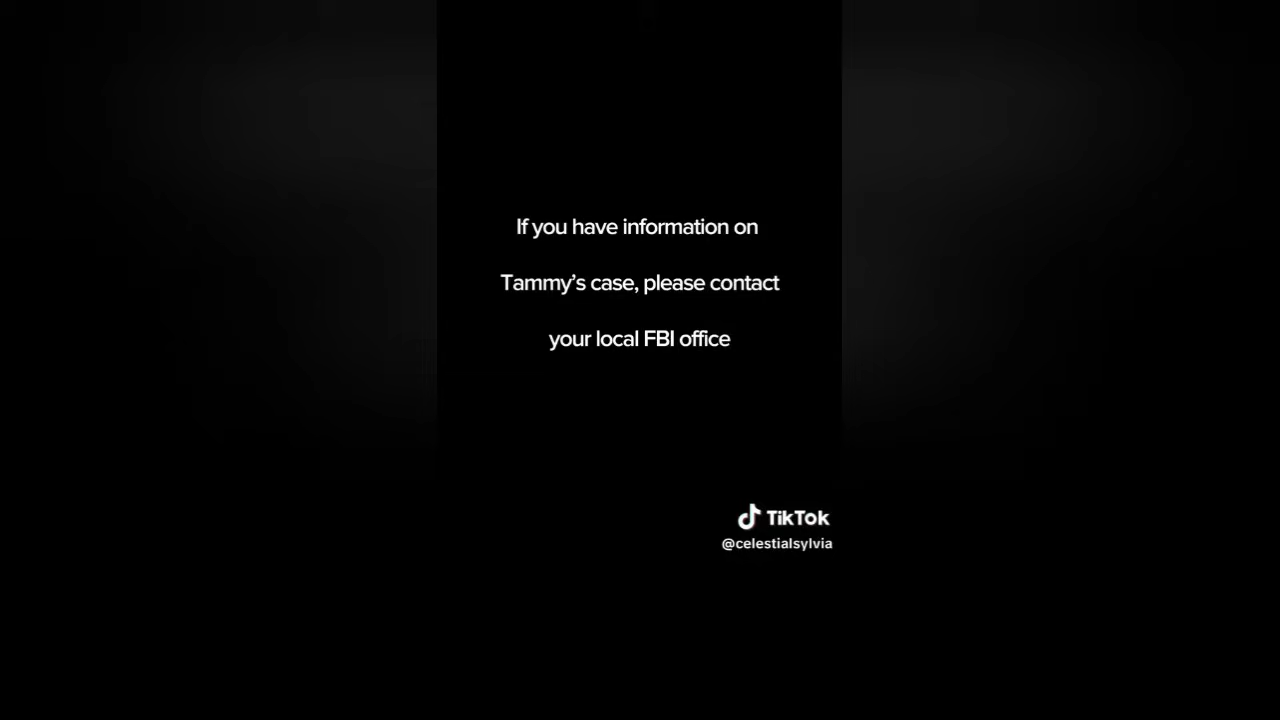 If you have information on
Tammy’s case, please contact
your local FBI office
TikTok
@celestialsylvia